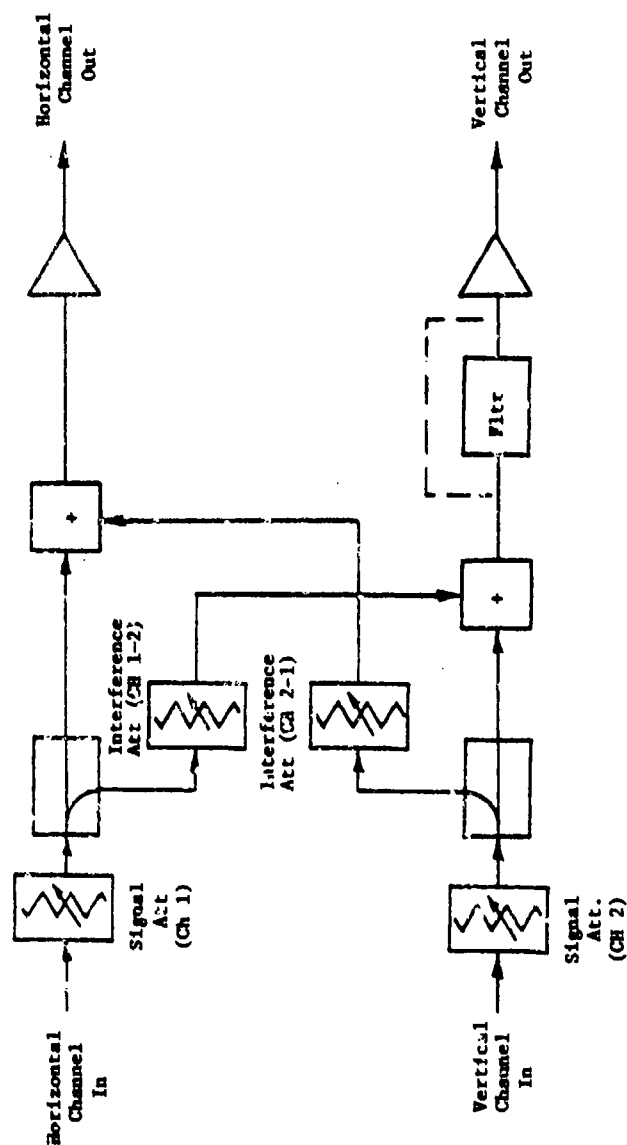 Horizontal
Channel
In
Signal
Att
(Ch 1)
Interference
Att (CH 1-2)
+
Horizontal
Channel
Out
Vertical
Channel
In
Signal
Att.
(CH 2)
Interference
Att (CH 2-1)
+
Fltr
Vertical
Channel
Out